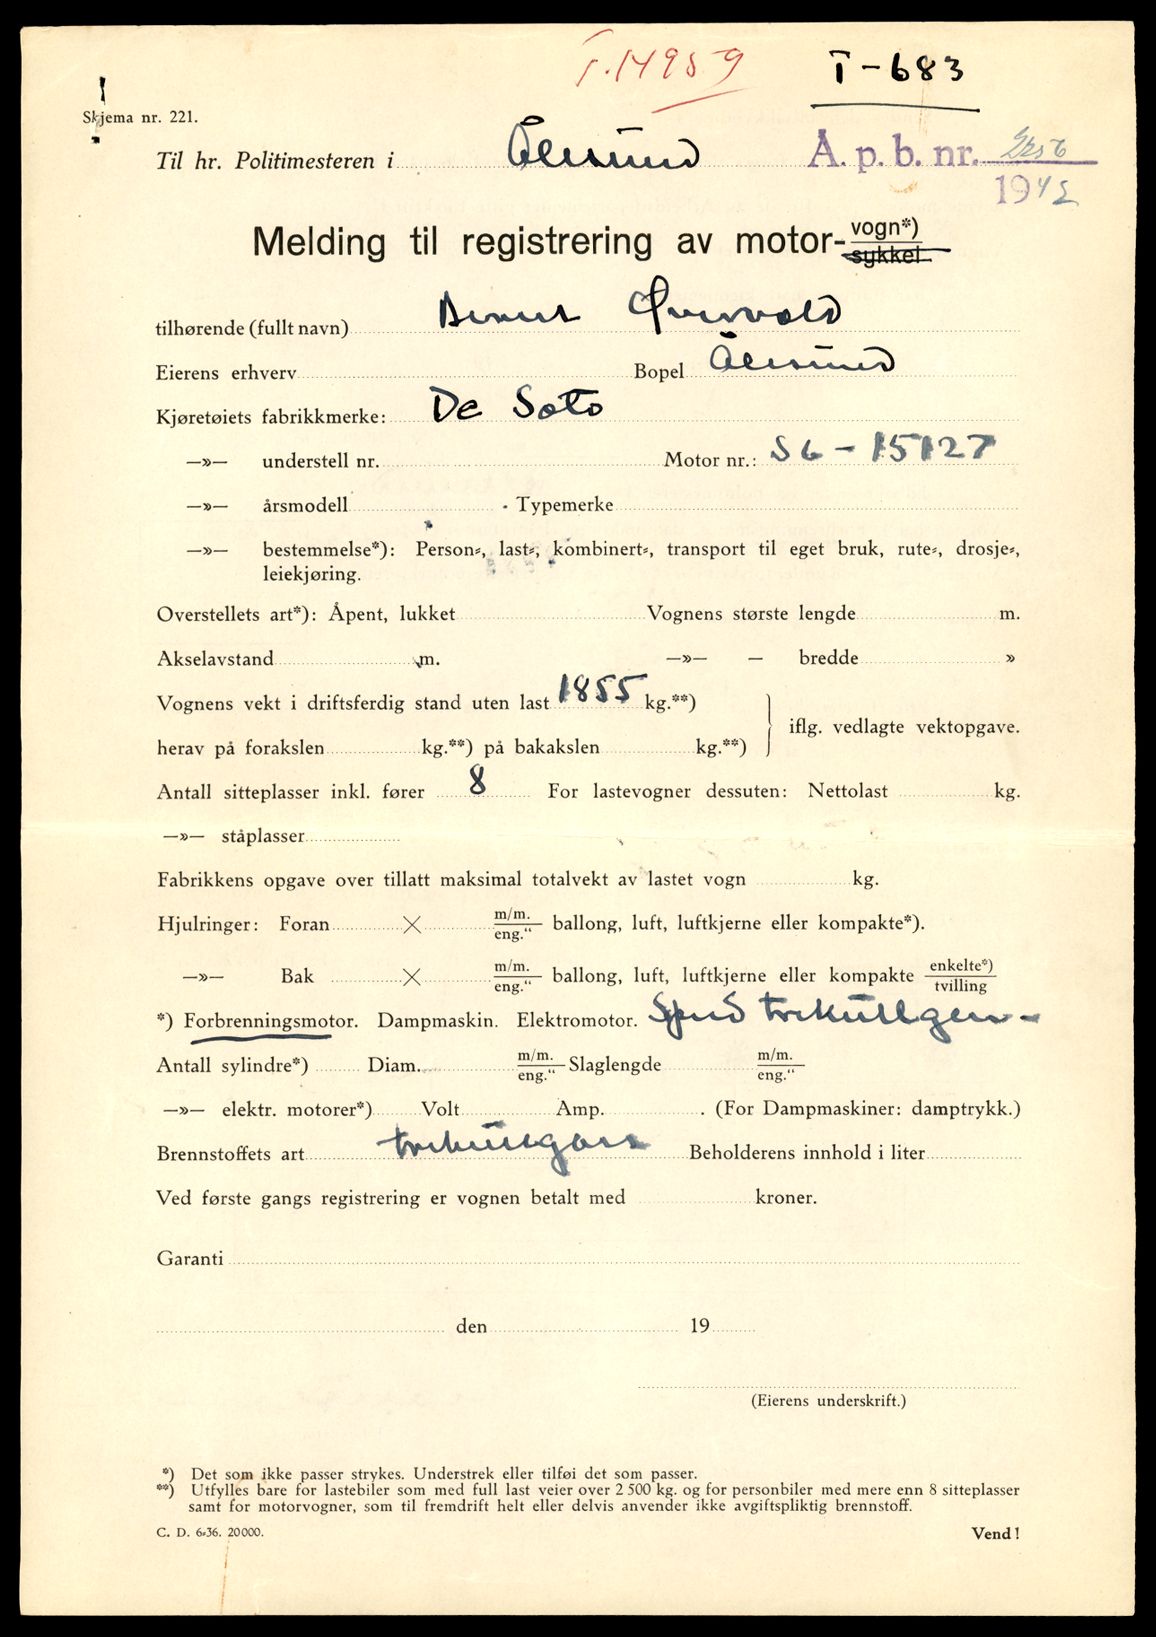 T.14959 T-683
Skjema nr. 221.
Til hr. Politimesteren i Ålesund A. p. b. nr.
1942
Melding til registrering av motor-vogn*)
sykkel
tilhørende (fullt navn) Øversvold
Eierens erhverv Bopel Ålesund
Kjøretøiets fabrikkmerke: De Soto
—»— understell nr. Motor nr.: S6-15127
—»— årsmodell - Typemerke
—»— bestemmelse*): Person-, last-, kombinert-, transport til eget bruk, rute-, drosje-,
leiekjøring.
Overstellets art*): Åpent, lukket Vognens største lengde m.
Akselavstand m. —»— — bredde »
Vognens vekt i driftsferdig stand uten last 1855 kg.**)
iflg. vedlagte vektopgave.
herav på forakslen kg.**) på bakakslen kg.**)
Antall sitteplasser inkl. fører 8 For lastevogner dessuten: Nettolast kg.
—»— ståplasser
Fabrikkens opgave over tillatt maksimal totalvekt av lastet vogn kg.
Hjulringer: Foran × m/m. eng." ballong, luft, luftkjerne eller kompakte*).
—»— Bak × m/m. eng." ballong, luft, luftkjerne eller kompakte enkelte*) tvilling
*) Forbrenningsmotor. Dampmaskin. Elektromotor. trekullgen-
Antall sylindre*) Diam. m/m. eng." Slaglengde m/m. eng."
—»— elektr. motorer*) Volt Amp. . (For Dampmaskiner: damptrykk.)
Brennstoffets art trekullgass Beholderens innhold i liter
Ved første gangs registrering er vognen betalt med kroner.
Garanti
den 19
(Eierens underskrift.)
*) Det som ikke passer strykes. Understrek eller tilføi det som passer.
**) Utfylles bare for lastebiler som med full last veier over 2 500 kg. og for personbiler med mere enn 8 sitteplasser
samt for motorvogner, som til fremdrift helt eller delvis anvender ikke avgiftspliktig brennstoff.
C. D. 6-36. 20000. Vend!